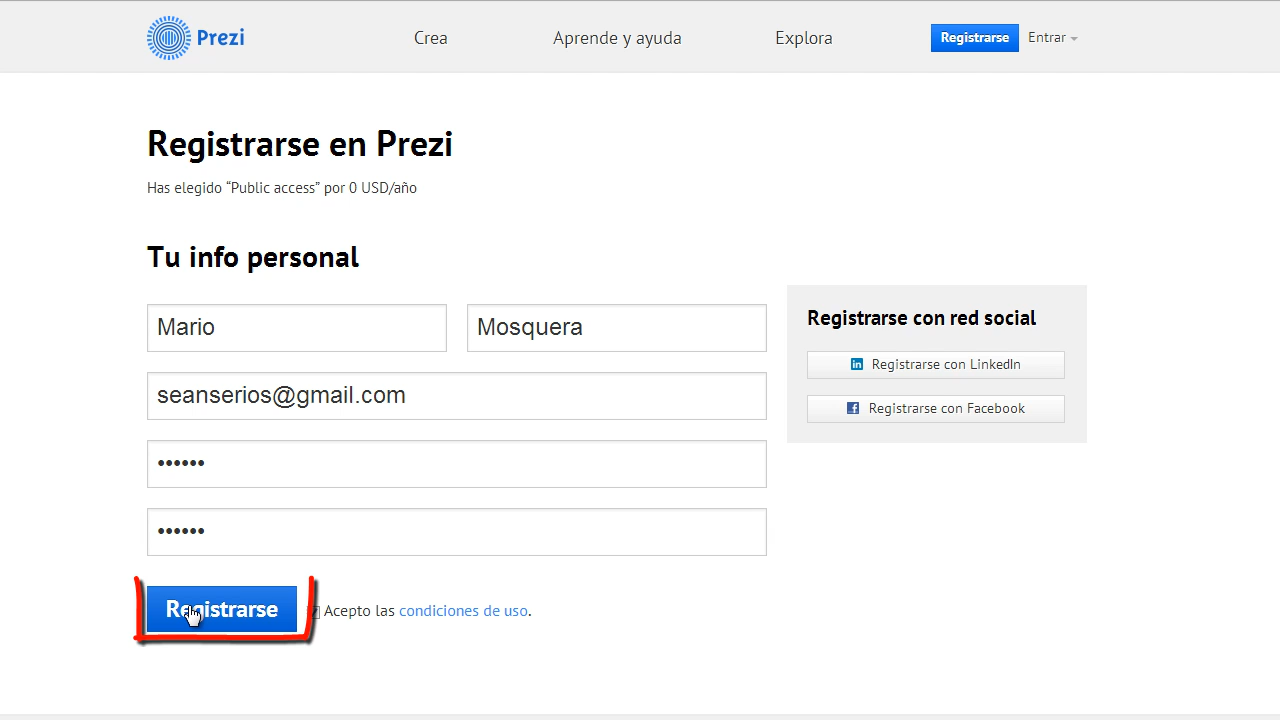 Prezi
Crea
Aprende y ayuda
Explora
Registrarse
Entrar
Registrarse en Prezi
Has elegido “Public access” por 0 USD/año
Tu info personal
Mario
Mosquera
seanserios@gmail.com
••••••
••••••
Registrarse
Acepto las condiciones de uso.
Registrarse con red social
Registrarse con LinkedIn
Registrarse con Facebook